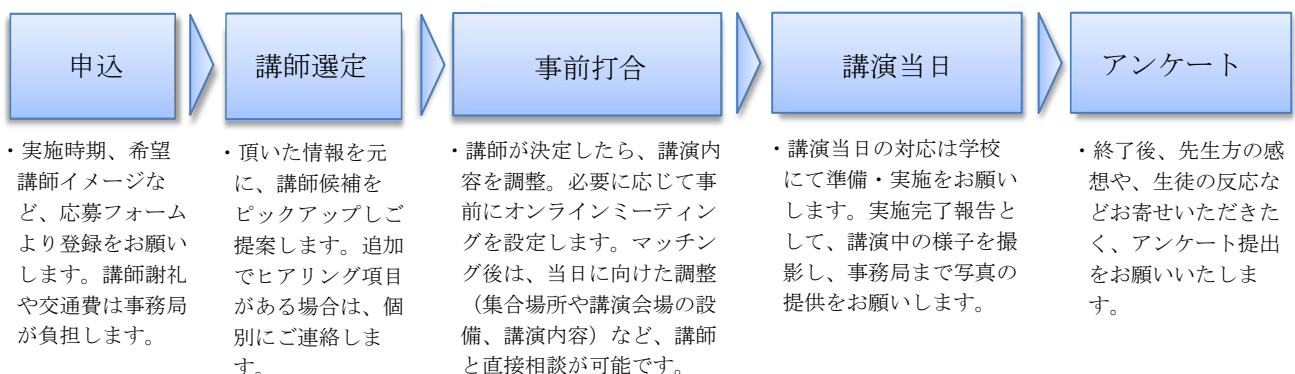 申込
講師選定
事前打合
講演当日
アンケート
・実施時期、希望
講師イメージな
ど、応募フォーム
より登録をお願い
します。講師謝礼
や交通費は事務局
が負担します。
・頂いた情報を元
に、講師候補を
ピックアップしご
提案します。追加
でヒアリング項目
がある場合は、個
別にご連絡しま
す。
・講師が決定したら、講演内
容を調整。必要に応じて事
前にオンラインミーティン
グを設定します。マッチン
グ後は、当日に向けた調整
（集合場所や講演会場の設
備、講演内容）など、講師
と直接相談が可能です。
・講演当日の対応は学校
にて準備・実施をお願い
します。実施完了報告と
して、講演中の様子を撮
影し、事務局まで写真の
提供をお願いします。
・終了後、先生方の感
想や、生徒の反応な
どお寄せいただきた
く、アンケート提出
をお願いいたしま
す。